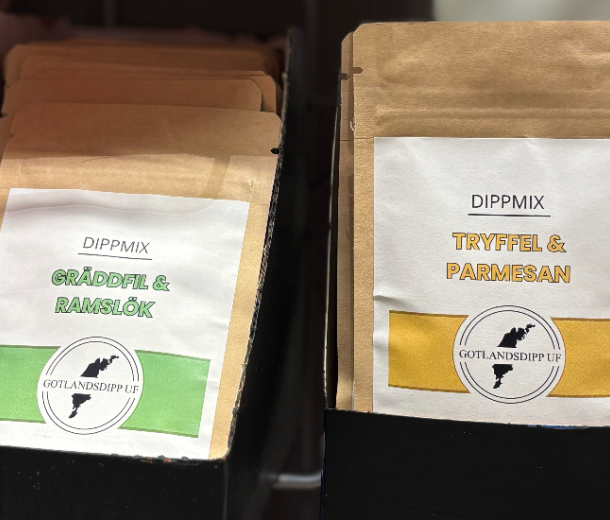 DIPPMIX
GRÄDDFIL &
RAMSLÖK
GOTLANDSDIPP UF
DIPPMIX
TRYFFEL &
PARMESAN
GOTLANDSDIPP UF